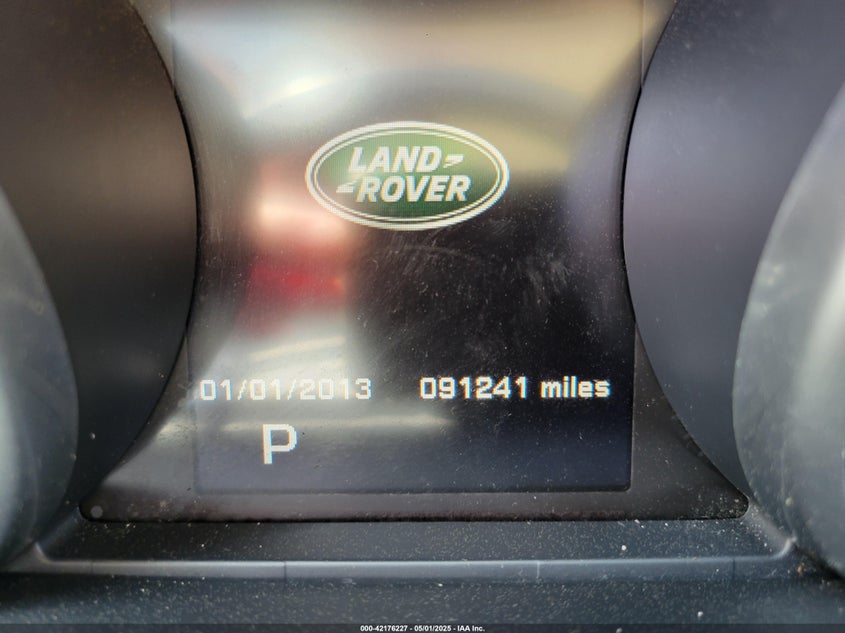 LAND
ROVER
01/01/2013 091241 miles
P
000-42176227 - 05/01/2025 - IAA Inc.